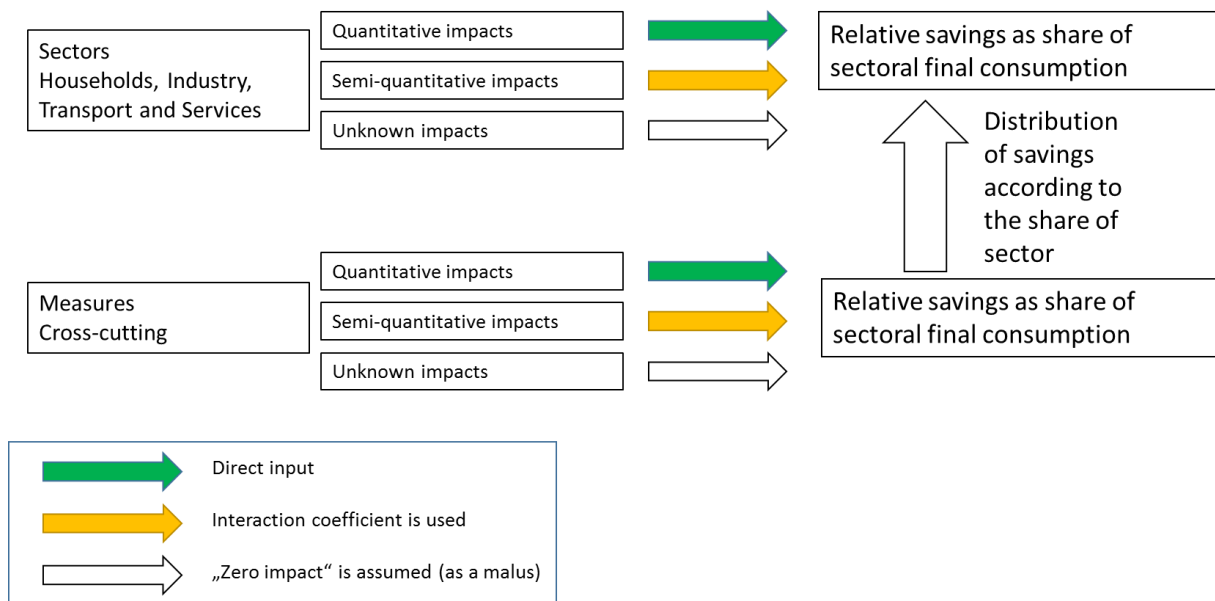 Sectors
Households, Industry,
Transport and Services
Quantitative impacts
Semi-quantitative impacts
Unknown impacts
Relative savings as share of
sectoral final consumption
Distribution
of savings
according to
the share of
sector
Measures
Cross-cutting
Quantitative impacts
Semi-quantitative impacts
Unknown impacts
Relative savings as share of
sectoral final consumption
Direct input
Interaction coefficient is used
„Zero impact“ is assumed (as a malus)